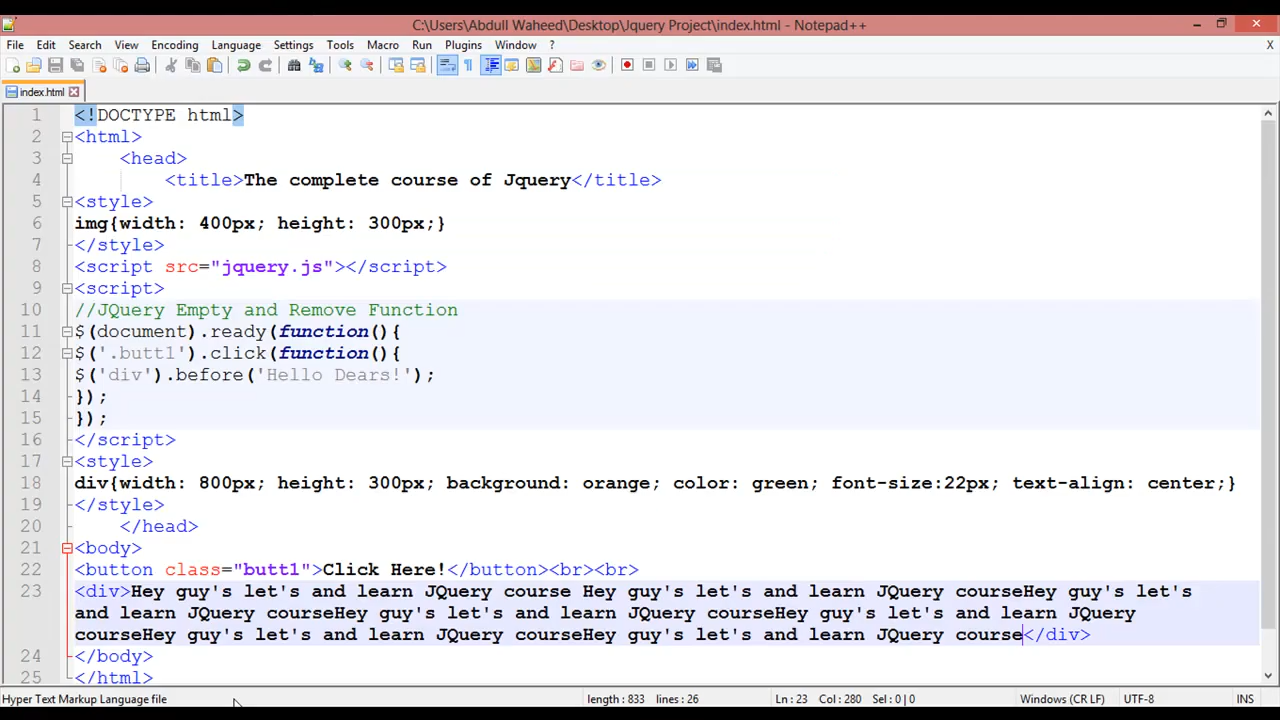 C:\Users\Abdull Waheed\Desktop\Jquery Project\index.html - Notepad++
File Edit Search View Encoding Language Settings Tools Macro Run Plugins Window ? X
index.html
1 <!DOCTYPE html>
2 <html>
3 <head>
4 <title>The complete course of Jquery</title>
5 <style>
6 img{width: 400px; height: 300px;}
7 </style>
8 <script src="jquery.js"></script>
9 <script>
10 //JQuery Empty and Remove Function
11 $(document).ready(function(){
12 $('.butt1').click(function(){
13 $('div').before('Hello Dears!');
14 });
15 });
16 </script>
17 <style>
18 div{width: 800px; height: 300px; background: orange; color: green; font-size:22px; text-align: center;}
19 </style>
20 </head>
21 <body>
22 <button class="butt1">Click Here!</button><br><br>
23 <div>Hey guy's let's and learn JQuery course Hey guy's let's and learn JQuery courseHey guy's let's
and learn JQuery courseHey guy's let's and learn JQuery courseHey guy's let's and learn JQuery
courseHey guy's let's and learn JQuery courseHey guy's let's and learn JQuery course</div>
24 </body>
25 </html>
Hyper Text Markup Language file length : 833 lines : 26 Ln : 23 Col : 280 Sel : 0 | 0 Windows (CR LF) UTF-8 INS